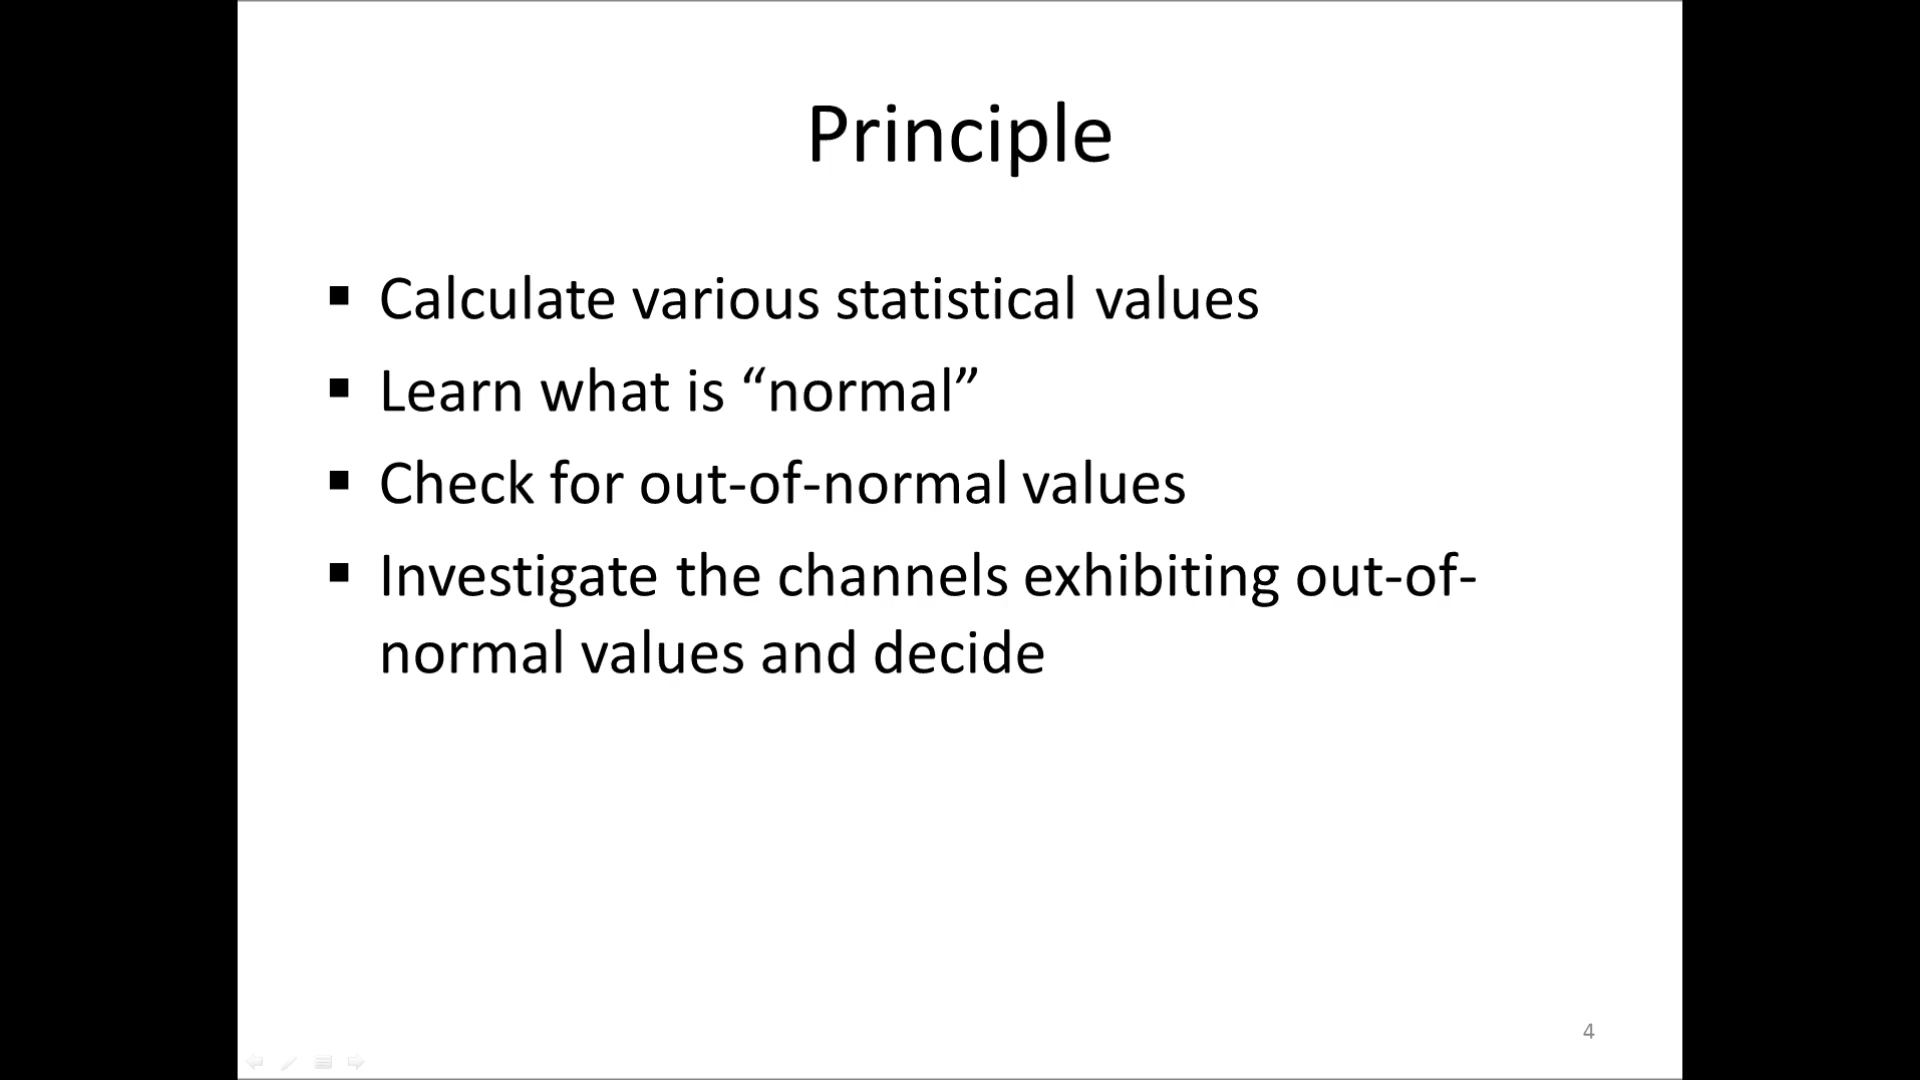 Principle
▪ Calculate various statistical values
▪ Learn what is “normal”
▪ Check for out-of-normal values
▪ Investigate the channels exhibiting out-of-
normal values and decide
4